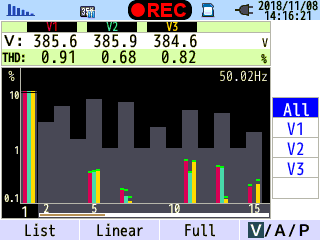 REC 2018/11/08
14:16:21
V1 V2 V3
V: 385.6 385.9 384.6 V
THD: 0.91 0.68 0.82 %
% 50.02Hz
10
1
0.1
All
V1
V2
V3
1 2 5 10 15
List Linear Full V/A/P